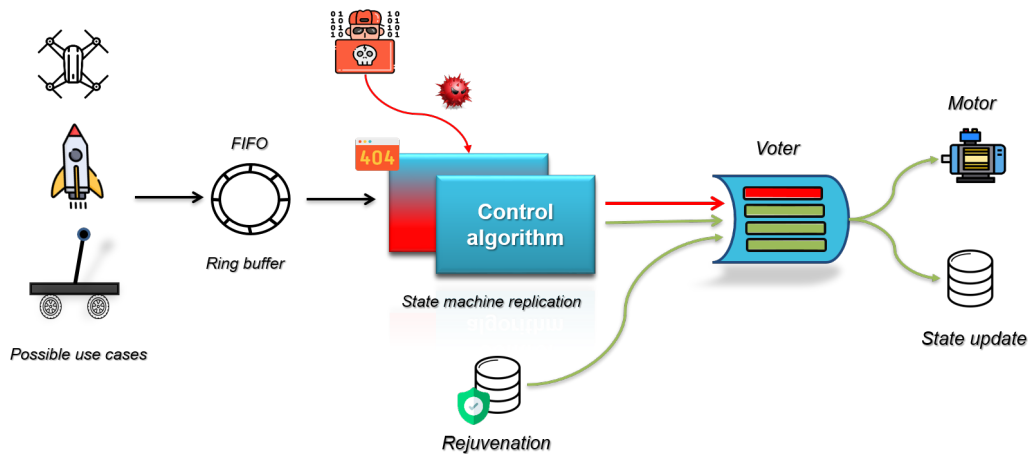 FIFO
Ring buffer
Possible use cases
404
Control
algorithm
State machine replication
Rejuvenation
Voter
Motor
State update